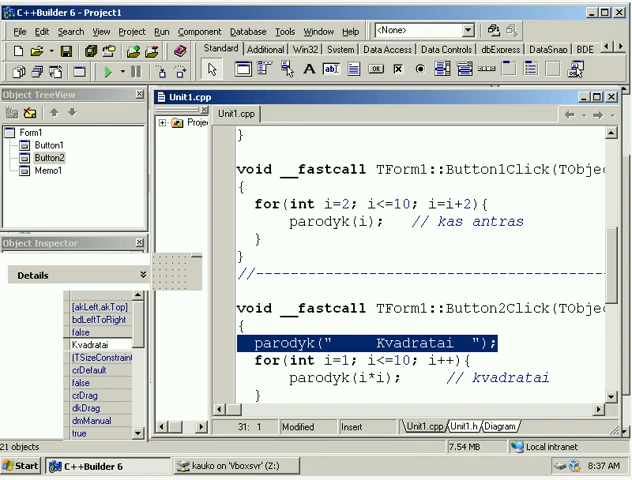 C++Builder 6 - Project1
File Edit Search View Project Run Component Database Tools Window Help <None>
Standard Additional Win32 System Data Access Data Controls dbExpress DataSnap BDE
Object TreeView
Form1
Button1
Button2
Memo1
Object Inspector
Details
[akLeft,akTop]
bdLeftToRight
false
Kvadratai
(TSizeConstraint
crDefault
false
crDrag
dkDrag
dmManual
true
21 objects
Unit1.cpp
Proje
Unit1.cpp
}
void __fastcall TForm1::Button1Click(TObjec
{
for(int i=2; i<=10; i=i+2){
parodyk(i); // kas antras
}
}
//----------------------------------------
void __fastcall TForm1::Button2Click(TObjec
{
parodyk(" Kvadratai ");
for(int i=1; i<=10; i++){
parodyk(i*i); // kvadratai
}
31: 1 Modified Insert Unit1.cpp Unit1.h Diagram
7.54 MB Local intranet
Start C++Builder 6 kauko on 'Vboxsvr' (Z:) 8:37 AM